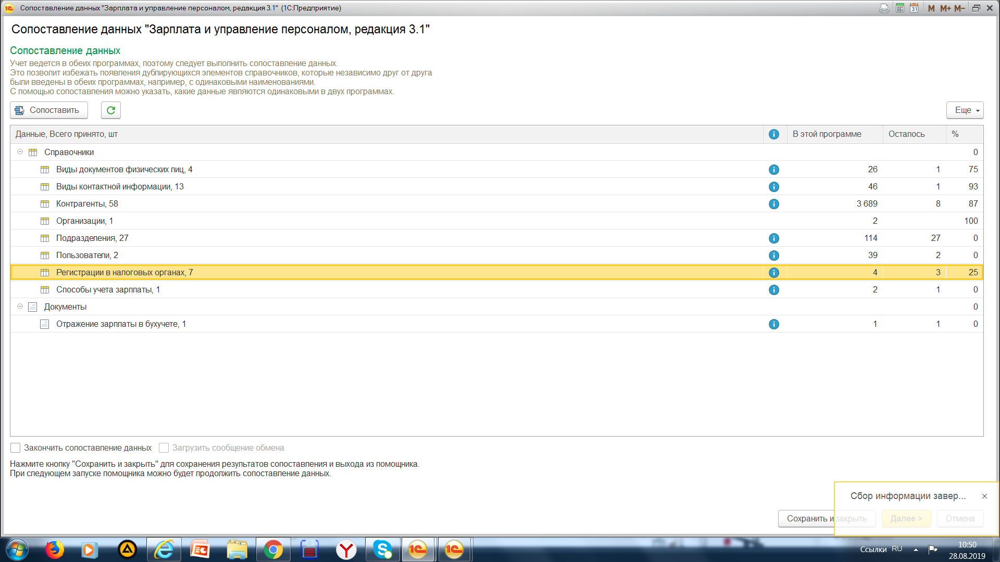 Сопоставление данных "Зарплата и управление персоналом, редакция 3.1" (1С:Предприятие)
31 M M+ M-
Сопоставление данных "Зарплата и управление персоналом, редакция 3.1"
Сопоставление данных
Учет ведется в обеих программах, поэтому следует выполнить сопоставление данных.
Это позволит избежать появления дублирующихся элементов справочников, которые независимо друг от друга
были введены в обеих программах, например, с одинаковыми наименованиями.
С помощью сопоставления можно указать, какие данные являются одинаковыми в двух программах.
Сопоставить Еще
Данные, Всего принято, шт i В этой программе Осталось %
Справочники 0
Виды документов физических лиц, 4 i 26 1 75
Виды контактной информации, 13 i 46 1 93
Контрагенты, 58 i 3 689 8 87
Организации, 1 2 100
Подразделения, 27 i 114 27 0
Пользователи, 2 i 39 2 0
Регистрации в налоговых органах, 7 i 4 3 25
Способы учета зарплаты, 1 i 2 1 0
Документы 0
Отражение зарплаты в бухучете, 1 i 1 1 0
Закончить сопоставление данных Загрузить сообщение обмена
Нажмите кнопку "Сохранить и закрыть" для сохранения результатов сопоставления и выхода из помощника.
При следующем запуске помощника можно будет продолжить сопоставление данных.
Сбор информации завер...
Сохранить и закрыть Далее > Отмена
Ссылки RU 10:50
28.08.2019